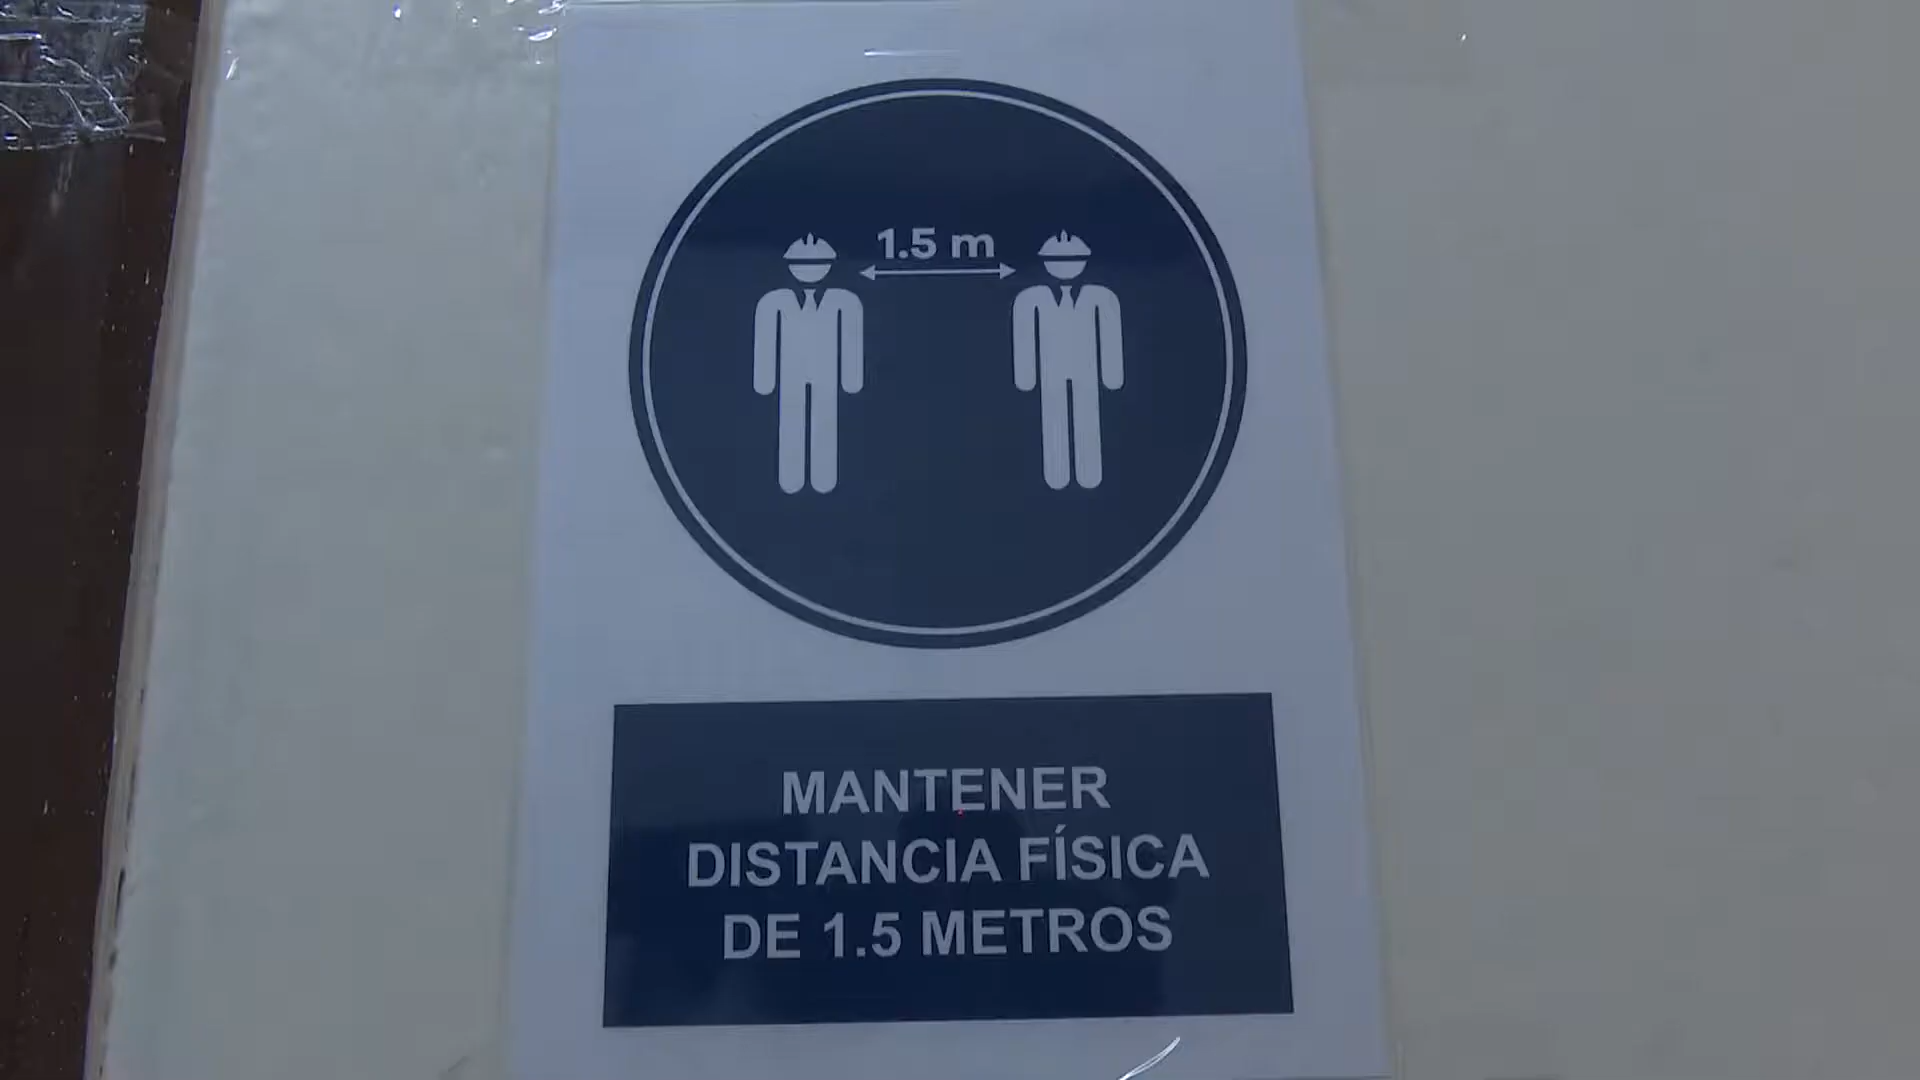 1.5 m
MANTENER
DISTANCIA FÍSICA
DE 1.5 METROS